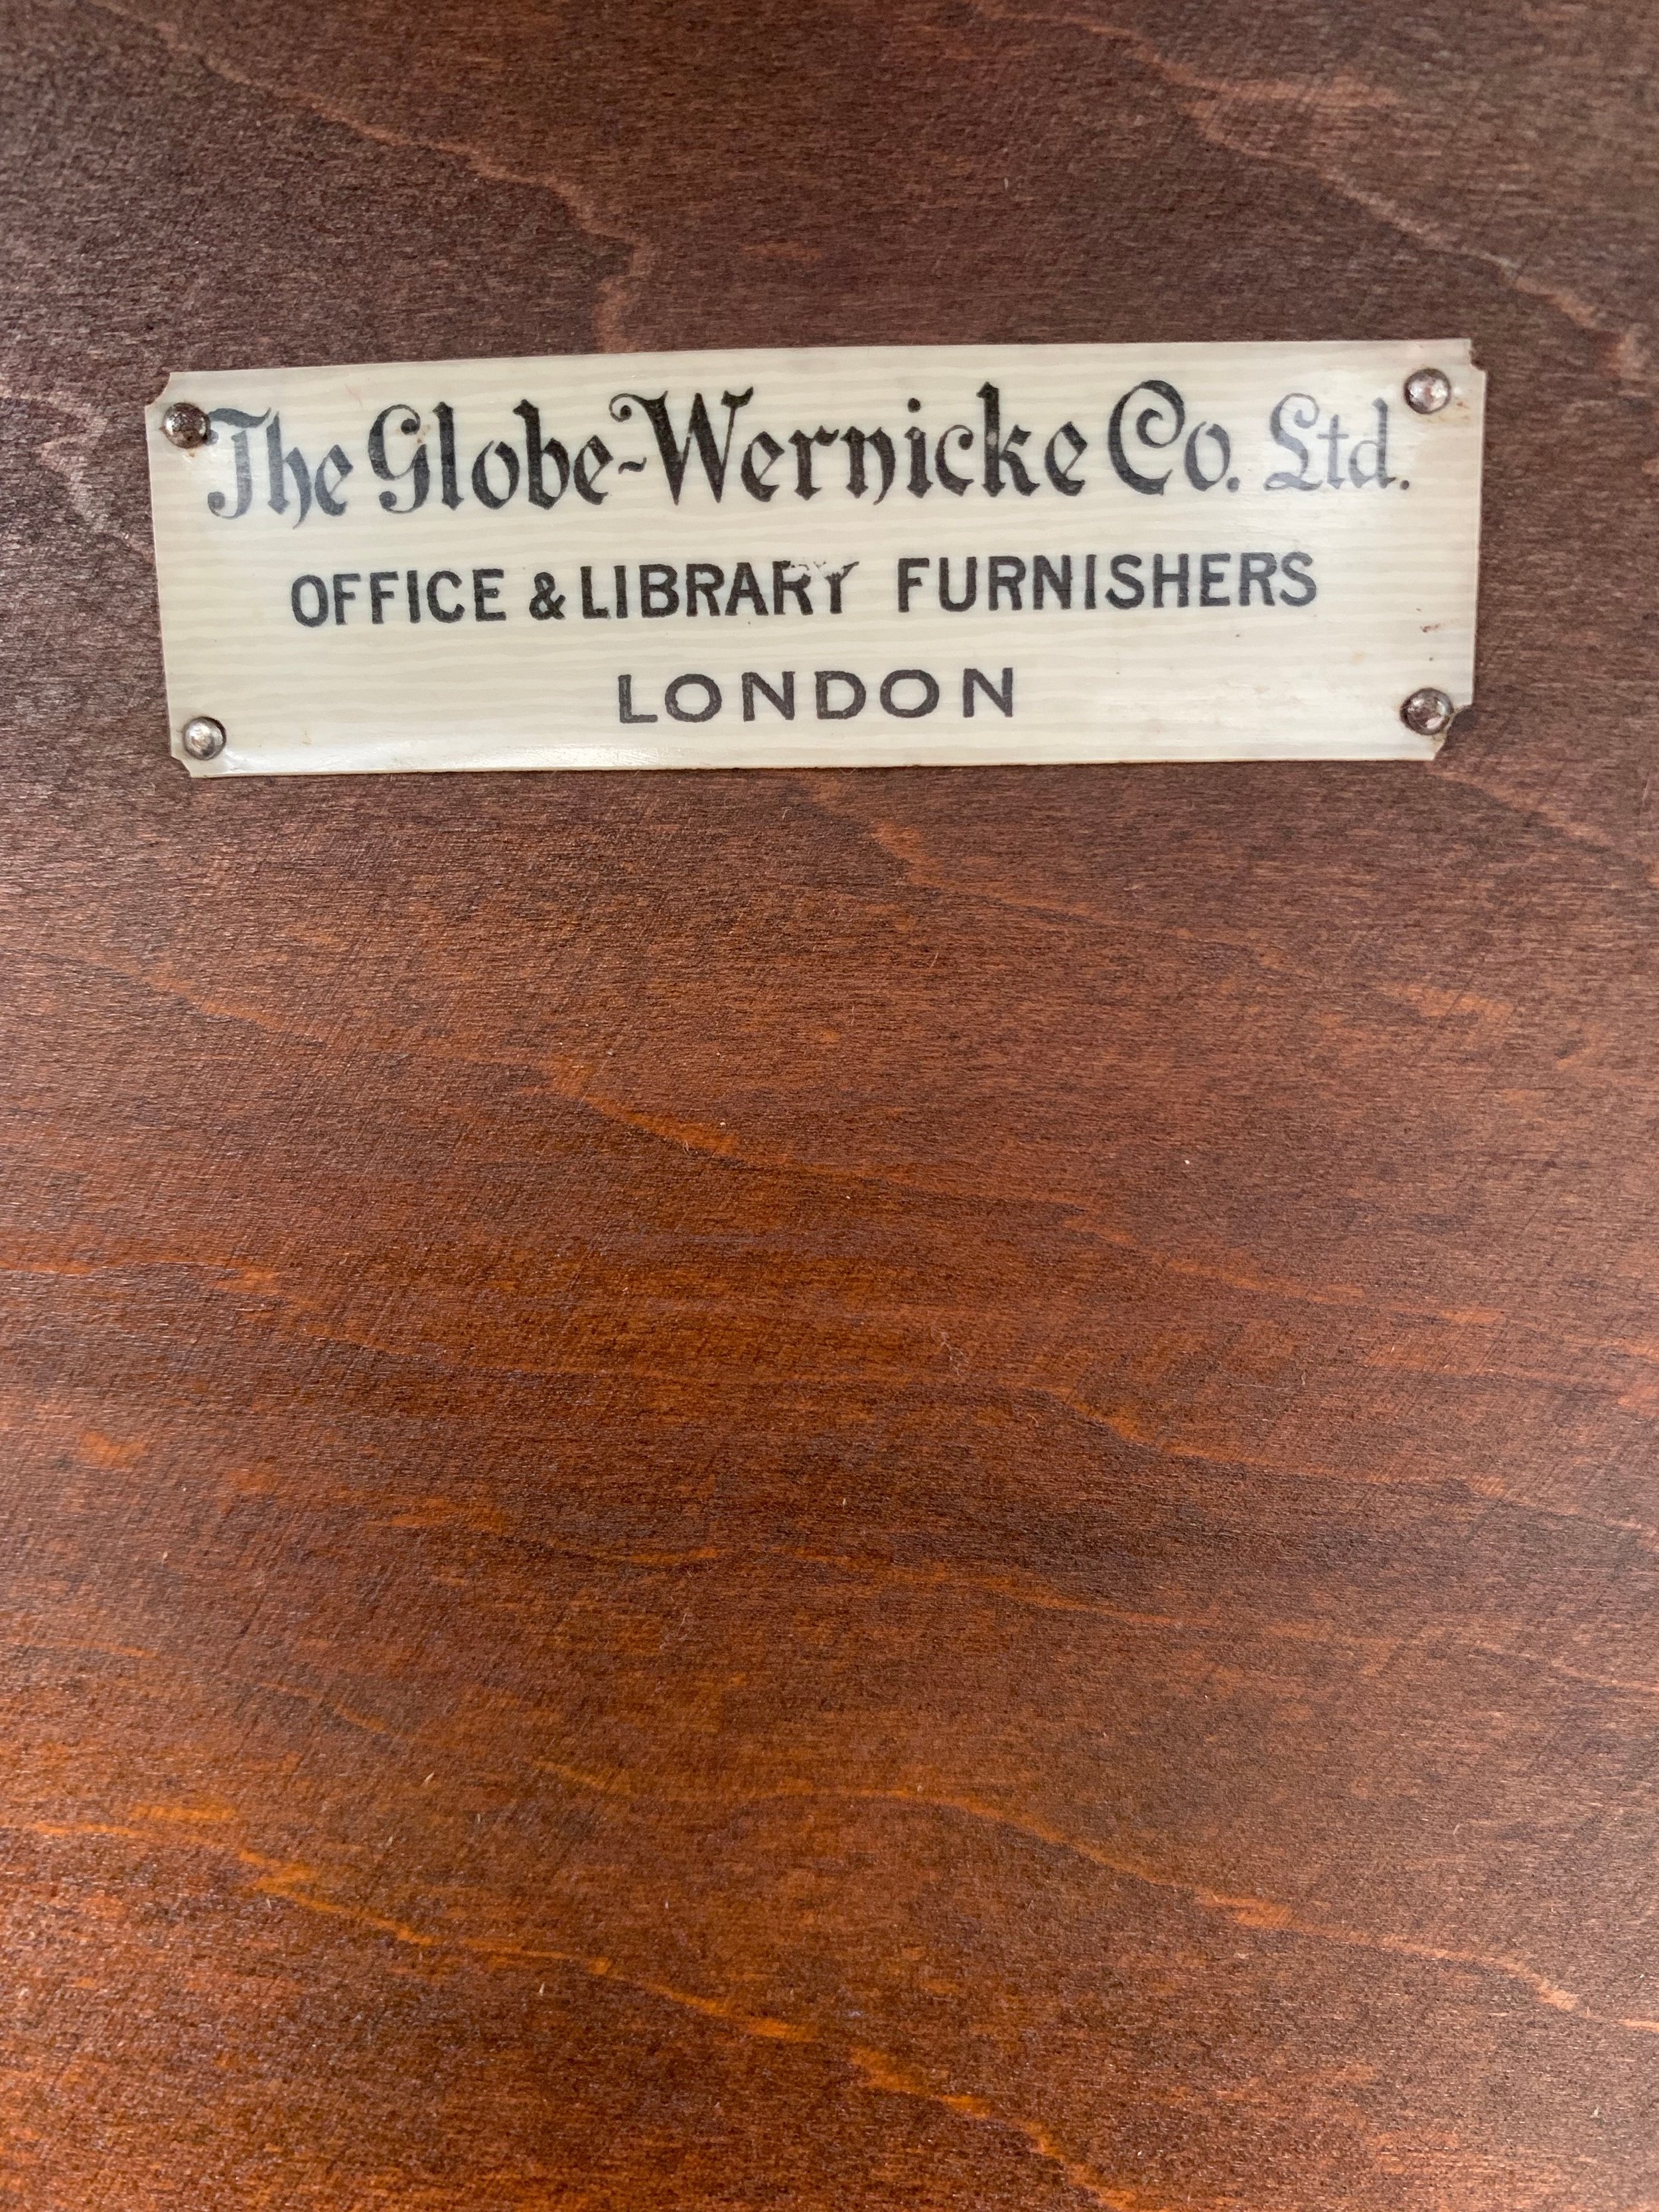 The Globe-Wernicke Co. Ltd.
OFFICE & LIBRARY FURNISHERS
LONDON